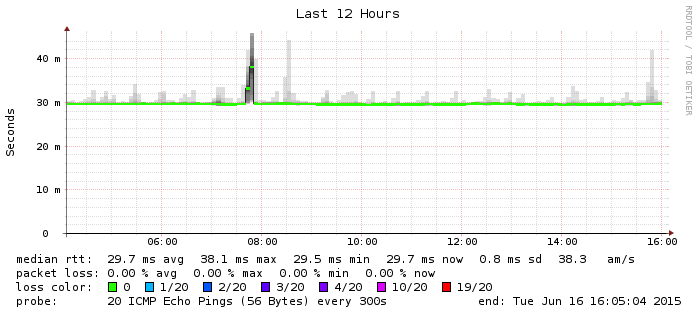 Last 12 Hours
RRDTOOL / TOBI OETIKER
Seconds
40 m
30 m
20 m
10 m
0
06:00 08:00 10:00 12:00 14:00 16:00
median rtt: 29.7 ms avg 38.1 ms max 29.5 ms min 29.7 ms now 0.8 ms sd 38.3 am/s
packet loss: 0.00 % avg 0.00 % max 0.00 % min 0.00 % now
loss color: 0 1/20 2/20 3/20 4/20 10/20 19/20
probe: 20 ICMP Echo Pings (56 Bytes) every 300s end: Tue Jun 16 16:05:04 2015